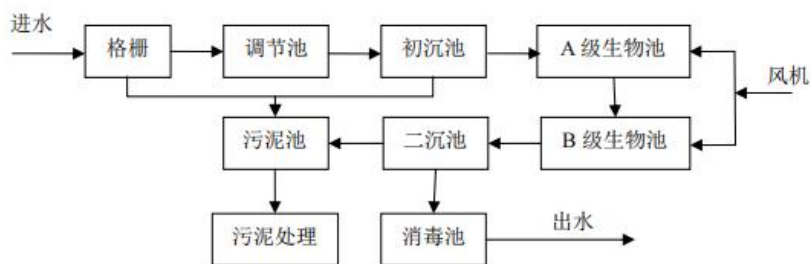 进水
格栅
调节池
初沉池
A 级生物池
风机
污泥池
二沉池
B 级生物池
污泥处理
消毒池
出水